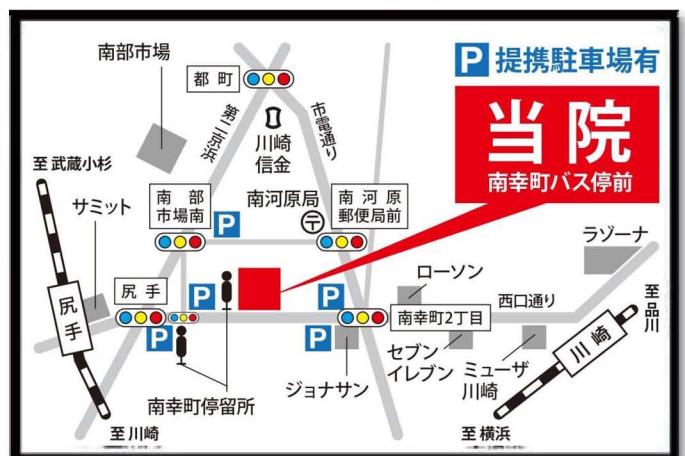 南部市場
都町
P 提携駐車場有
当院
南幸町バス停前
第二京浜
市電通り
川崎
信金
至武蔵小杉
サミット
南部
市場南
P
南河原局
〒
南河原
郵便局前
ラゾーナ
尻手
尻手
P
P
ローソン
南幸町2丁目
西口通り
至品川
川崎
P
P
ジョナサン
セブン
イレブン
ミューザ
川崎
南幸町停留所
至川崎
至横浜